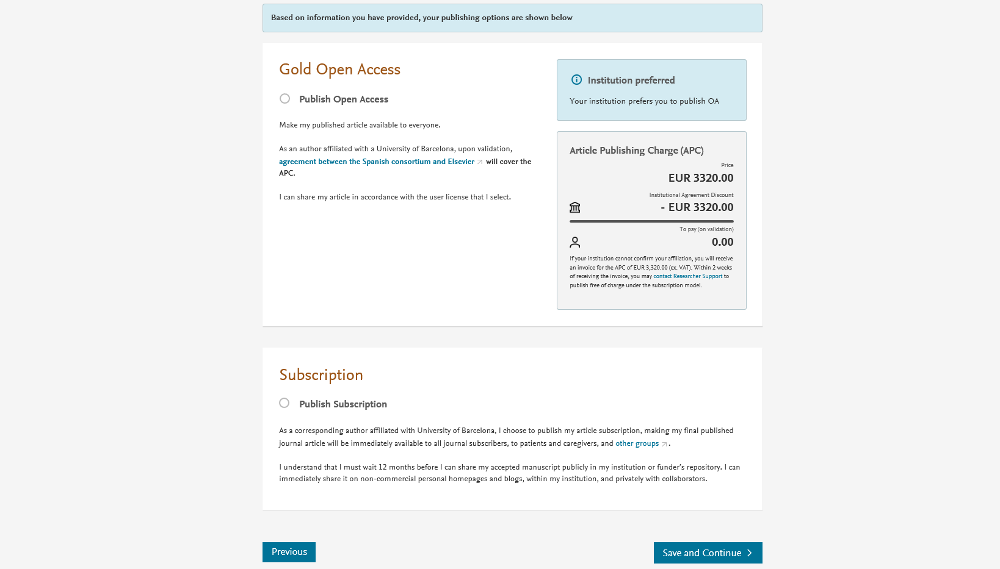 Based on information you have provided, your publishing options are shown below
Gold Open Access
Publish Open Access
Make my published article available to everyone.
As an author affiliated with a University of Barcelona, upon validation,
agreement between the Spanish consortium and Elsevier will cover the
APC.
I can share my article in accordance with the user license that I select.
Institution preferred
Your institution prefers you to publish OA
Article Publishing Charge (APC)
Price
EUR 3320.00
Institutional Agreement Discount
- EUR 3320.00
To pay (on validation)
0.00
If your institution cannot confirm your affiliation, you will receive
an invoice for the APC of EUR 3,320.00 (ex. VAT). Within 2 weeks
of receiving the invoice, you may contact Researcher Support to
publish free of charge under the subscription model.
Subscription
Publish Subscription
As a corresponding author affiliated with University of Barcelona, I choose to publish my article subscription, making my final published
journal article will be immediately available to all journal subscribers, to patients and caregivers, and other groups .
I understand that I must wait 12 months before I can share my accepted manuscript publicly in my institution or funder's repository. I can
immediately share it on non-commercial personal homepages and blogs, within my institution, and privately with collaborators.
Previous
Save and Continue